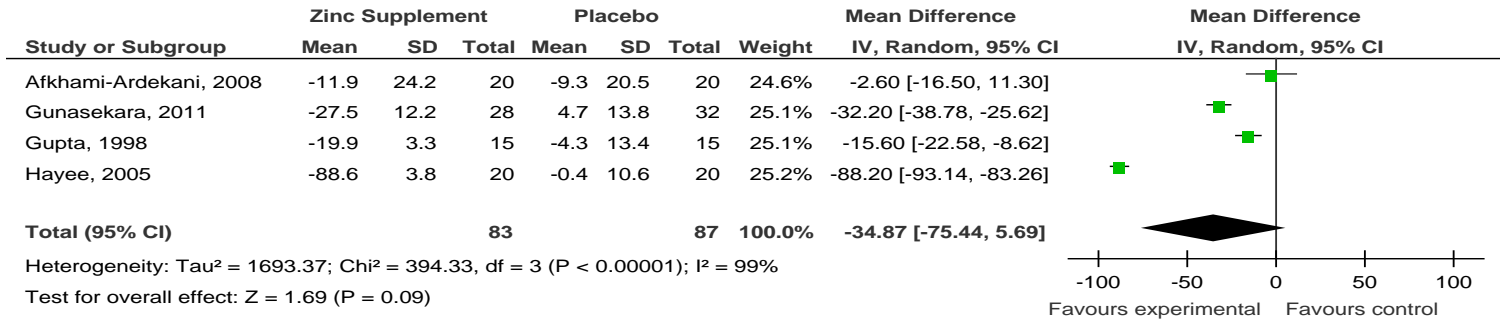 Zinc Supplement Placebo Mean Difference Mean Difference
Study or Subgroup Mean SD Total Mean SD Total Weight IV, Random, 95% CI IV, Random, 95% CI
Afkhami-Ardekani, 2008 -11.9 24.2 20 -9.3 20.5 20 24.6% -2.60 [-16.50, 11.30]
Gunasekara, 2011 -27.5 12.2 28 4.7 13.8 32 25.1% -32.20 [-38.78, -25.62]
Gupta, 1998 -19.9 3.3 15 -4.3 13.4 15 25.1% -15.60 [-22.58, -8.62]
Hayee, 2005 -88.6 3.8 20 -0.4 10.6 20 25.2% -88.20 [-93.14, -83.26]
Total (95% CI) 83 87 100.0% -34.87 [-75.44, 5.69]
Heterogeneity: Tau² = 1693.37; Chi² = 394.33, df = 3 (P < 0.00001); I² = 99%
Test for overall effect: Z = 1.69 (P = 0.09)
-100 -50 0 50 100
Favours experimental Favours control